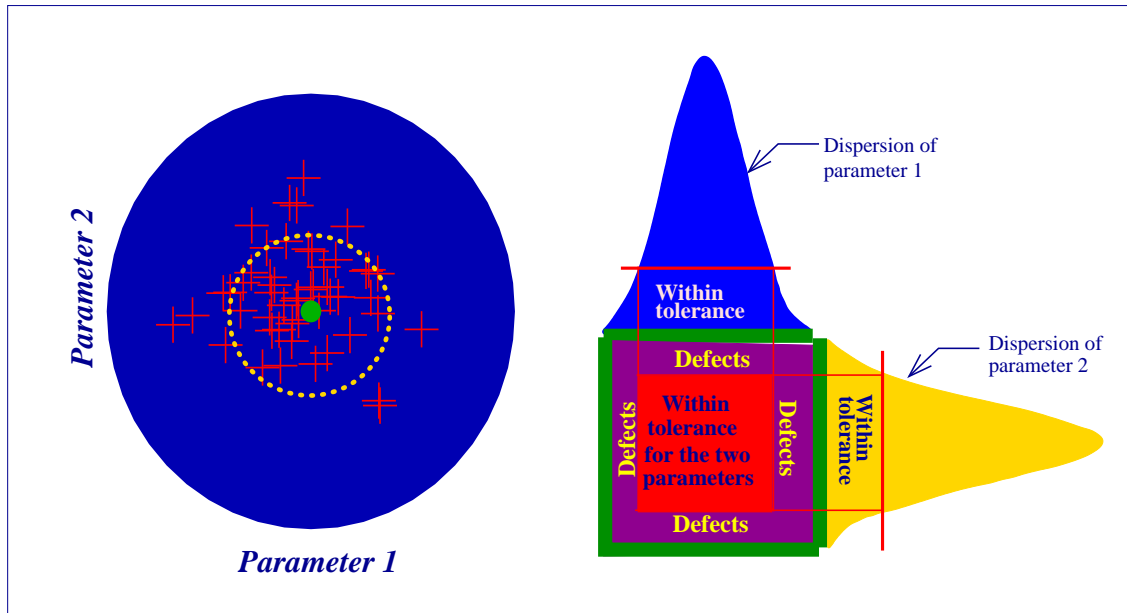 Parameter 2
Parameter 1
Dispersion of
parameter 1
Within
tolerance
Defects
Defects
Within
tolerance
for the two
parameters
Defects
Defects
Within
tolerance
Dispersion of
parameter 2